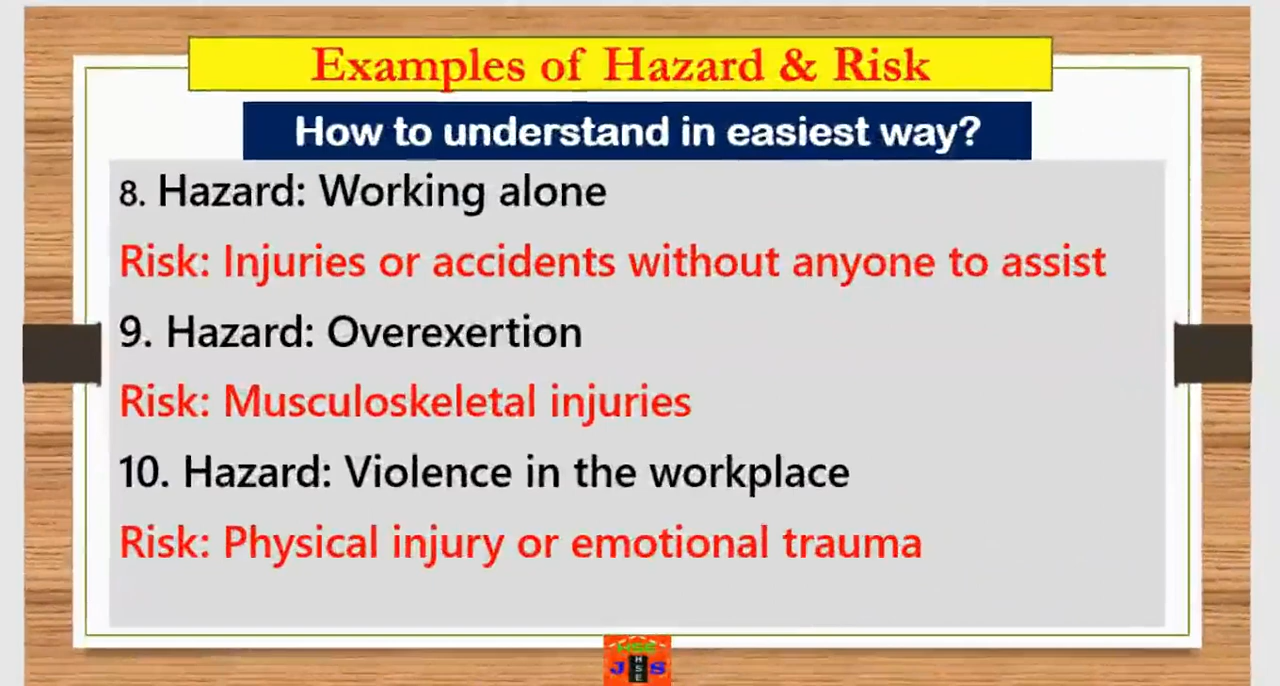 Examples of Hazard & Risk
How to understand in easiest way?
8. Hazard: Working alone
Risk: Injuries or accidents without anyone to assist
9. Hazard: Overexertion
Risk: Musculoskeletal injuries
10. Hazard: Violence in the workplace
Risk: Physical injury or emotional trauma
HSE
J HSE S